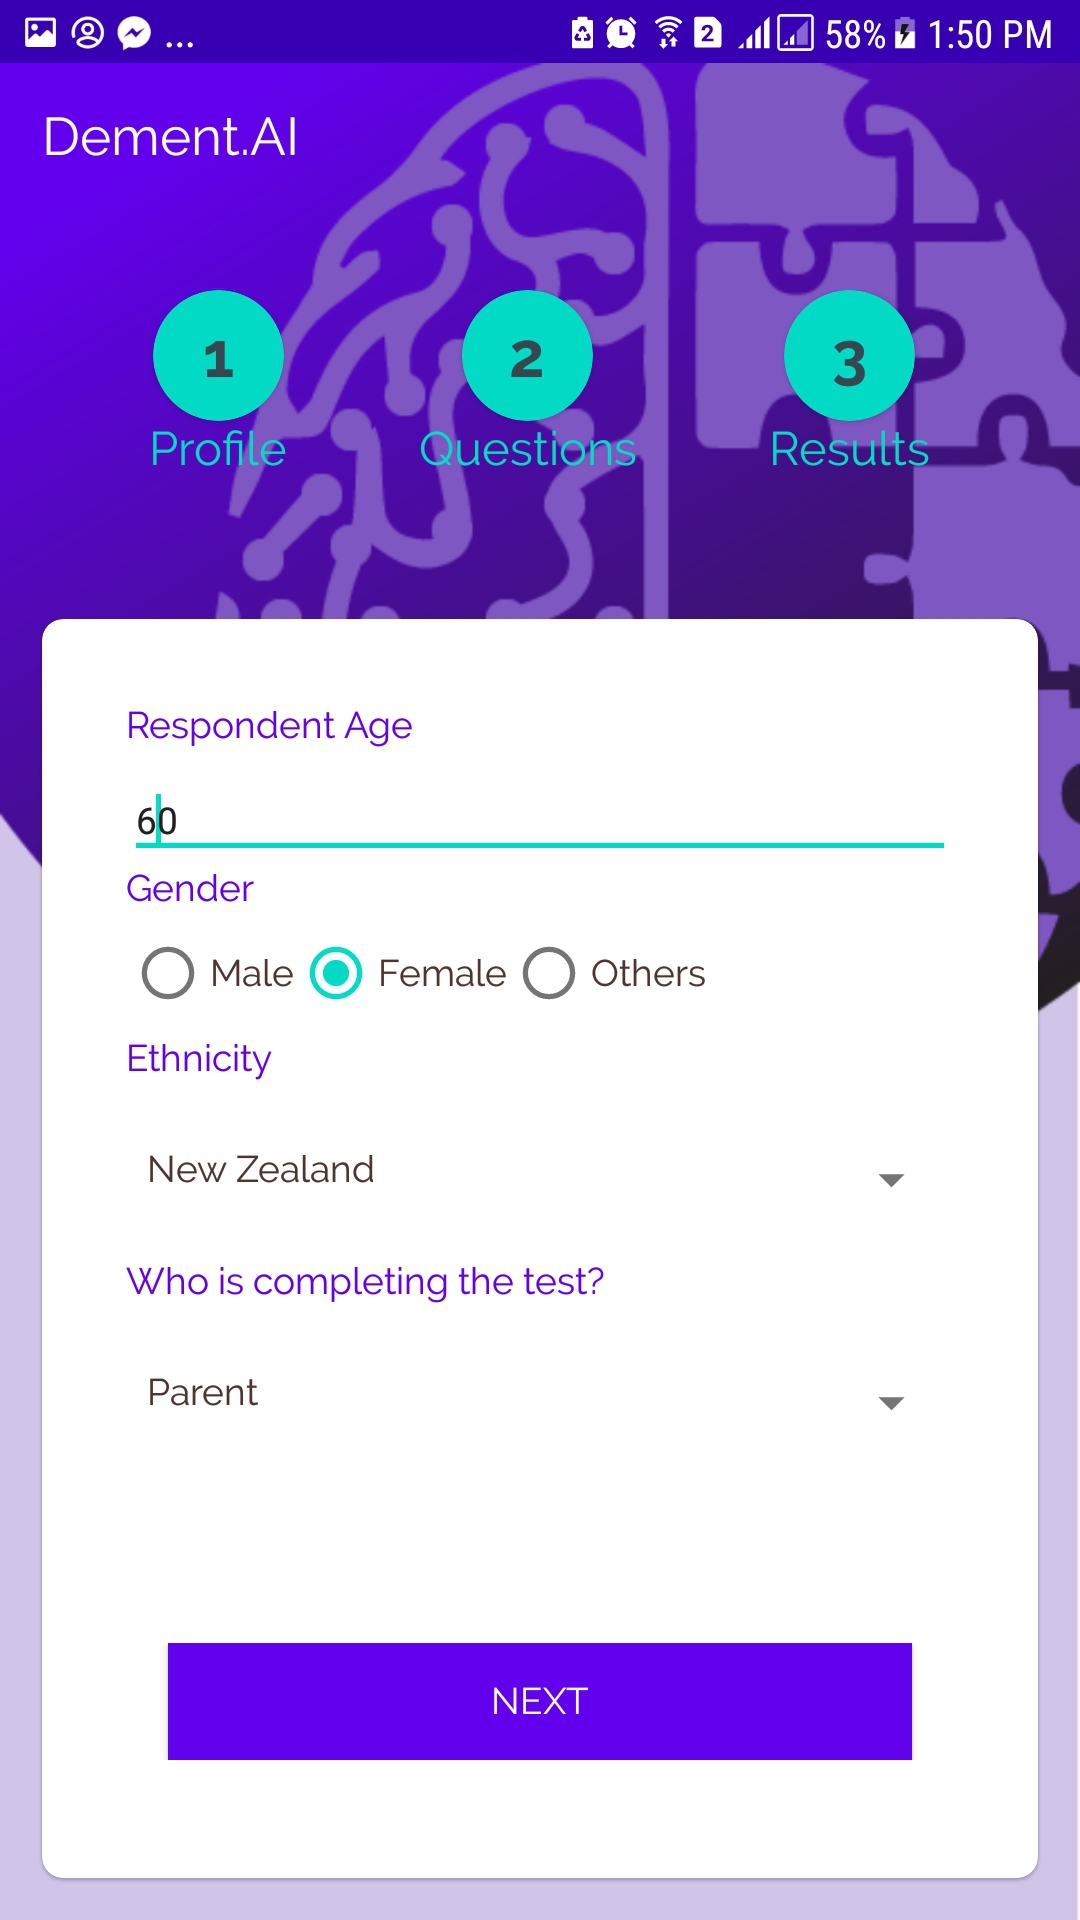 ... 2 58% 1:50 PM
Dement.AI
1 2 3
Profile Questions Results
Respondent Age
60
Gender
Male Female Others
Ethnicity
New Zealand
Who is completing the test?
Parent
NEXT